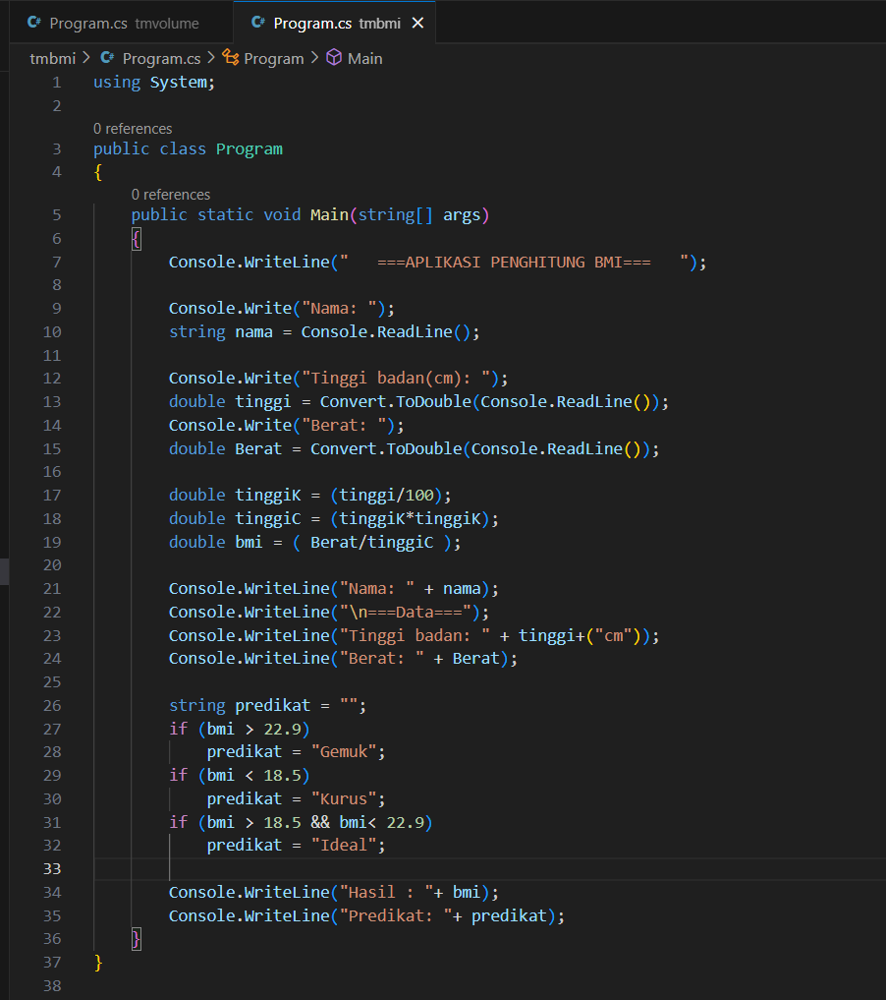 Program.cs tmvolume Program.cs tmbmi
tmbmi > Program.cs > Program > Main
1 using System;
2
0 references
3 public class Program
4 {
0 references
5 public static void Main(string[] args)
6 {
7 Console.WriteLine("   ===APLIKASI PENGHITUNG BMI===   ");
8
9 Console.Write("Nama: ");
10 string nama = Console.ReadLine();
11
12 Console.Write("Tinggi badan(cm): ");
13 double tinggi = Convert.ToDouble(Console.ReadLine());
14 Console.Write("Berat: ");
15 double Berat = Convert.ToDouble(Console.ReadLine());
16
17 double tinggiK = (tinggi/100);
18 double tinggiC = (tinggiK*tinggiK);
19 double bmi = ( Berat/tinggiC );
20
21 Console.WriteLine("Nama: " + nama);
22 Console.WriteLine("\n===Data===");
23 Console.WriteLine("Tinggi badan: " + tinggi+("cm"));
24 Console.WriteLine("Berat: " + Berat);
25
26 string predikat = "";
27 if (bmi > 22.9)
28 predikat = "Gemuk";
29 if (bmi < 18.5)
30 predikat = "Kurus";
31 if (bmi > 18.5 && bmi< 22.9)
32 predikat = "Ideal";
33
34 Console.WriteLine("Hasil : "+ bmi);
35 Console.WriteLine("Predikat: "+ predikat);
36 }
37 }
38